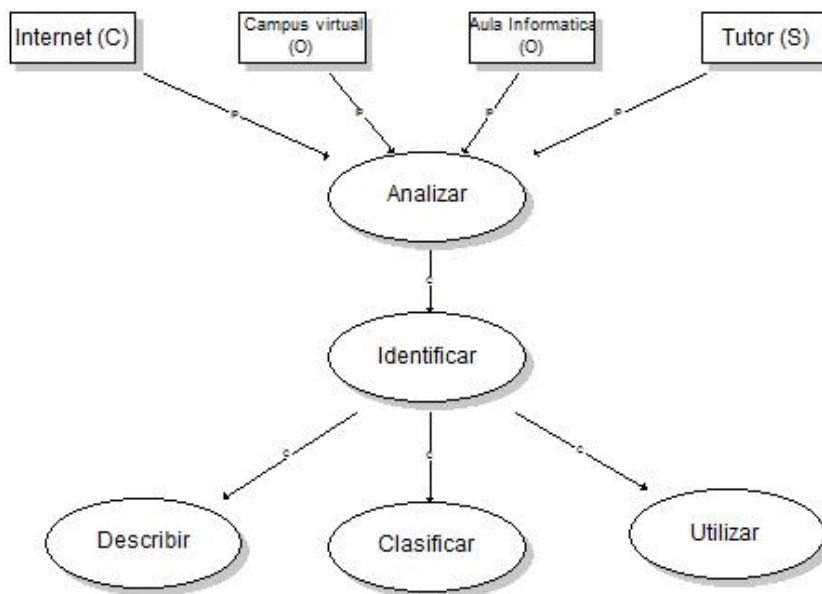 Internet (C)
Campus virtual
(O)
Aula Informatica
(O)
Tutor (S)
P
P
P
P
Analizar
c
Identificar
c
c
c
Describir
Clasificar
Utilizar